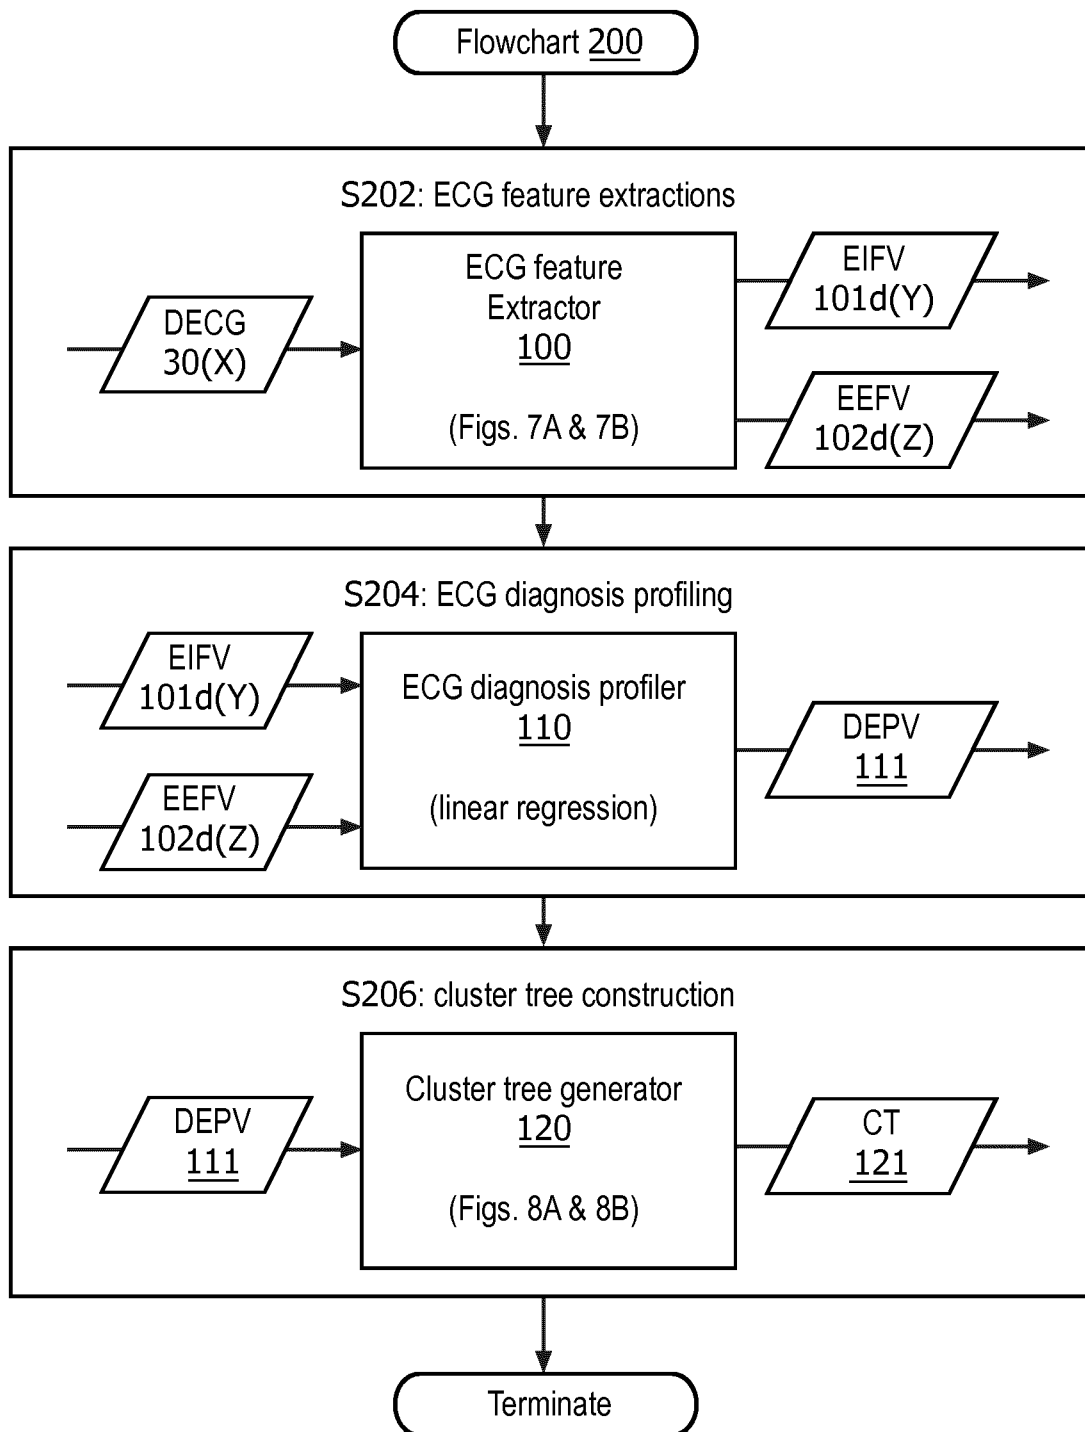 Flowchart 200
S202: ECG feature extractions
DECG
30(X)
ECG feature
Extractor
100
(Figs. 7A & 7B)
EIFV
101d(Y)
EEFV
102d(Z)
S204: ECG diagnosis profiling
EIFV
101d(Y)
EEFV
102d(Z)
ECG diagnosis profiler
110
(linear regression)
DEPV
111
S206: cluster tree construction
DEPV
111
Cluster tree generator
120
(Figs. 8A & 8B)
CT
121
Terminate